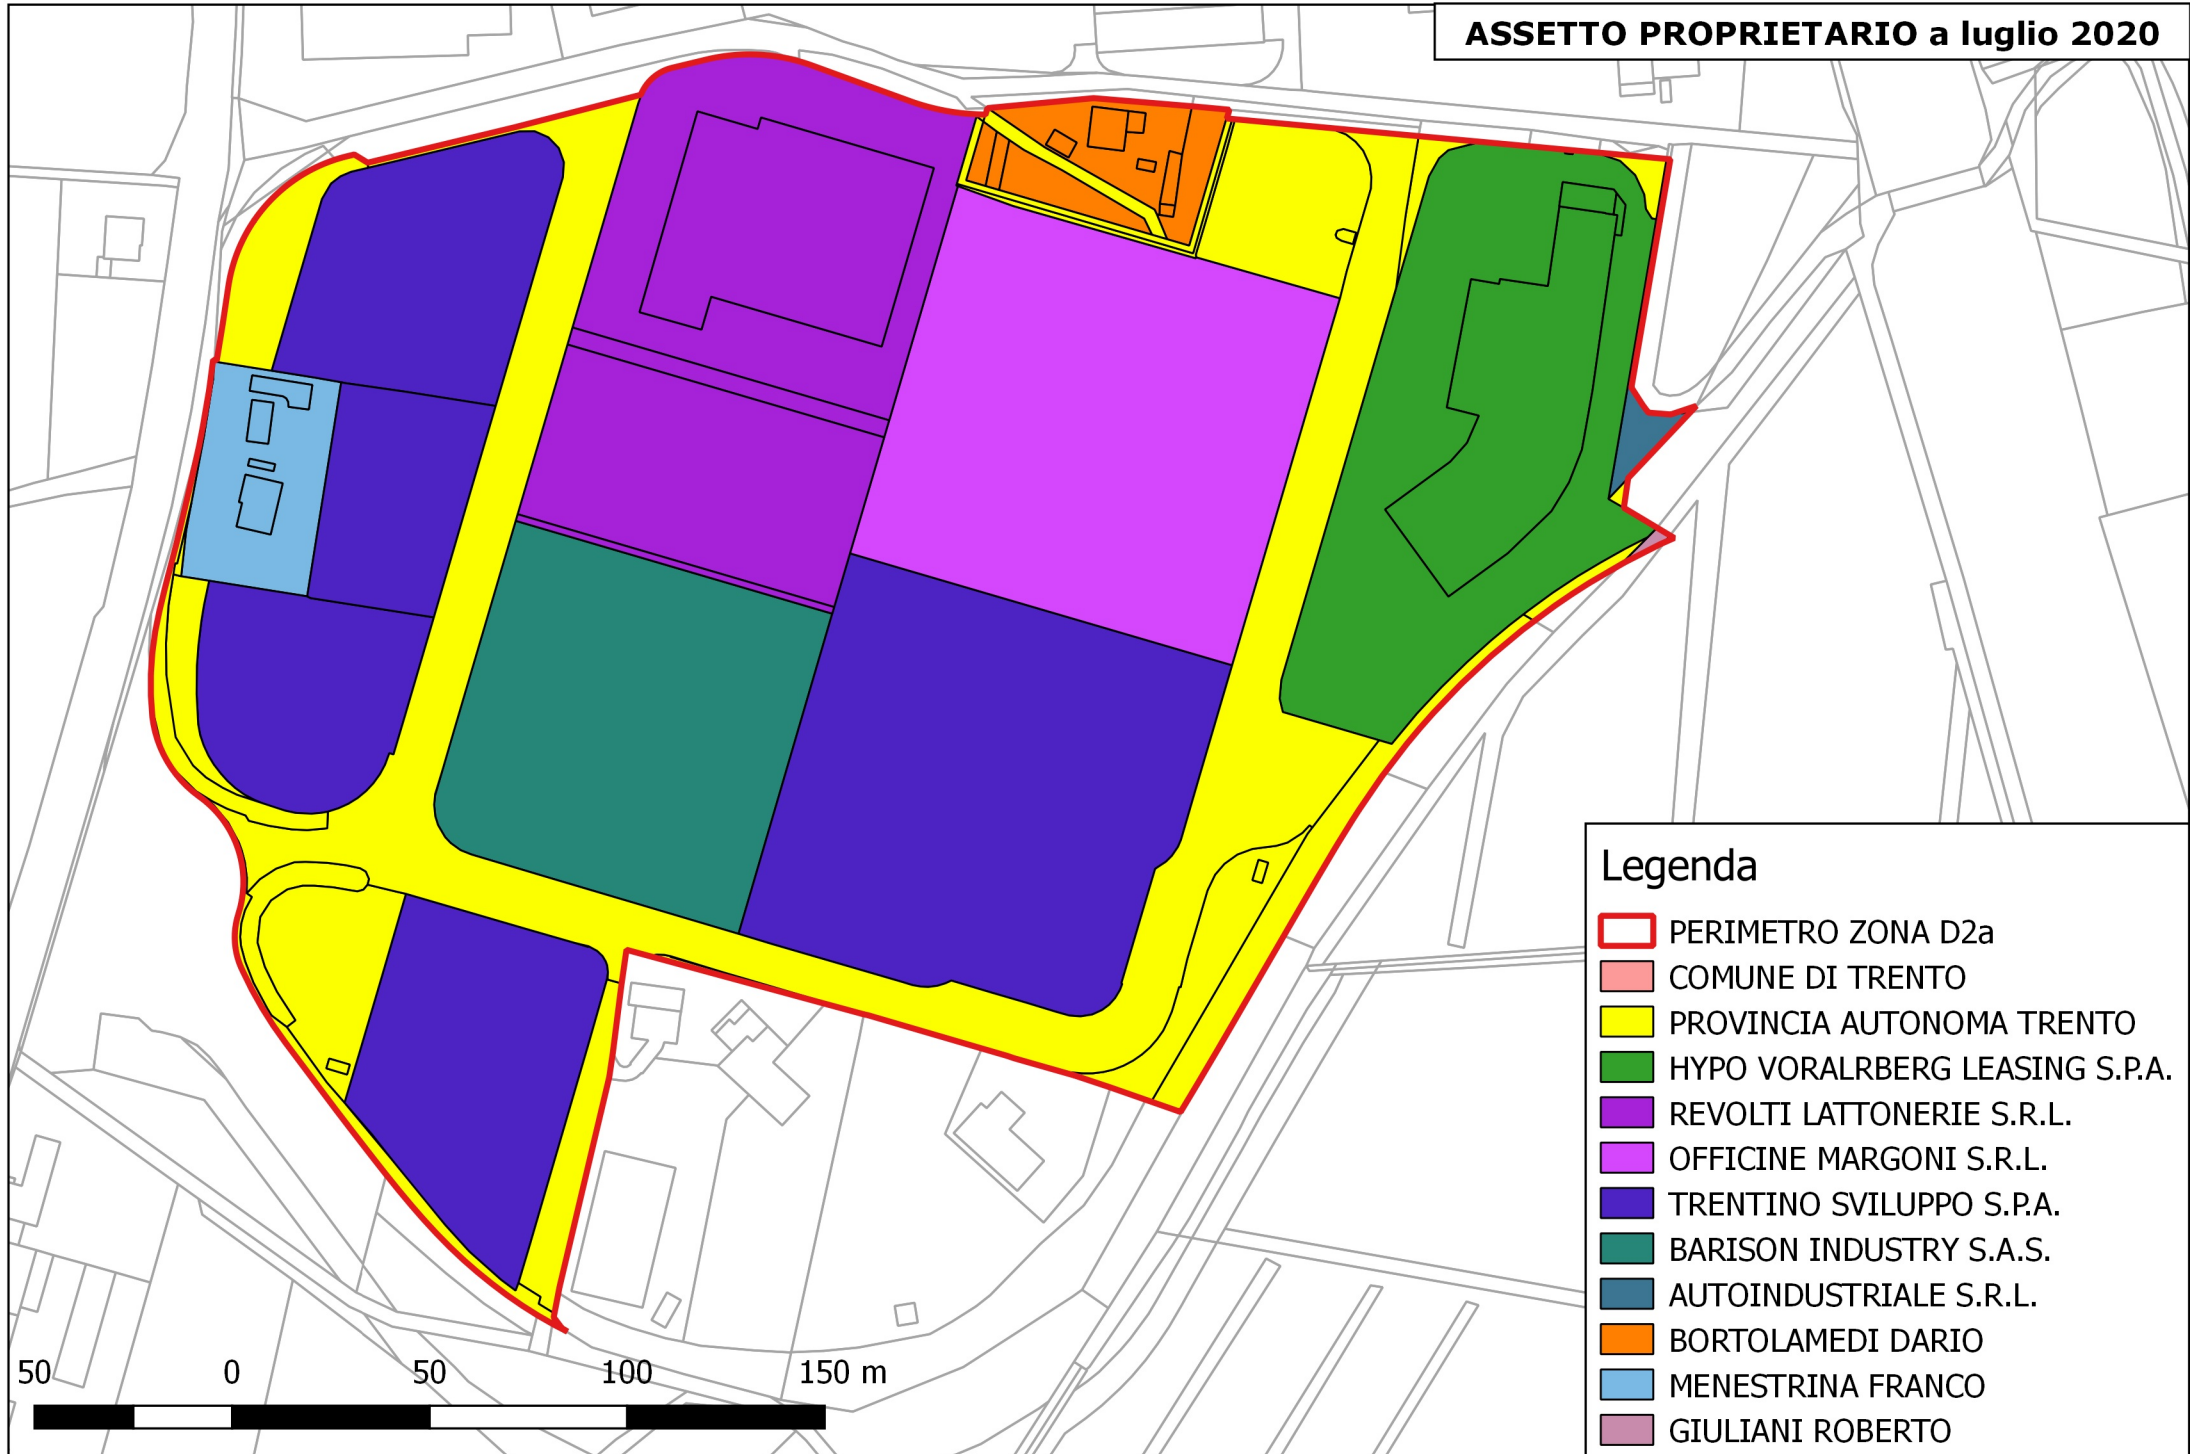 ASSETTO PROPRIETARIO a luglio 2020
Legenda
PERIMETRO ZONA D2a
COMUNE DI TRENTO
PROVINCIA AUTONOMA TRENTO
HYPO VORALRBERG LEASING S.P.A.
REVOLTI LATTONERIE S.R.L.
OFFICINE MARGONI S.R.L.
TRENTINO SVILUPPO S.P.A.
BARISON INDUSTRY S.A.S.
AUTOINDUSTRIALE S.R.L.
BORTOLAMEDI DARIO
MENESTRINA FRANCO
GIULIANI ROBERTO
50 0 50 100 150 m